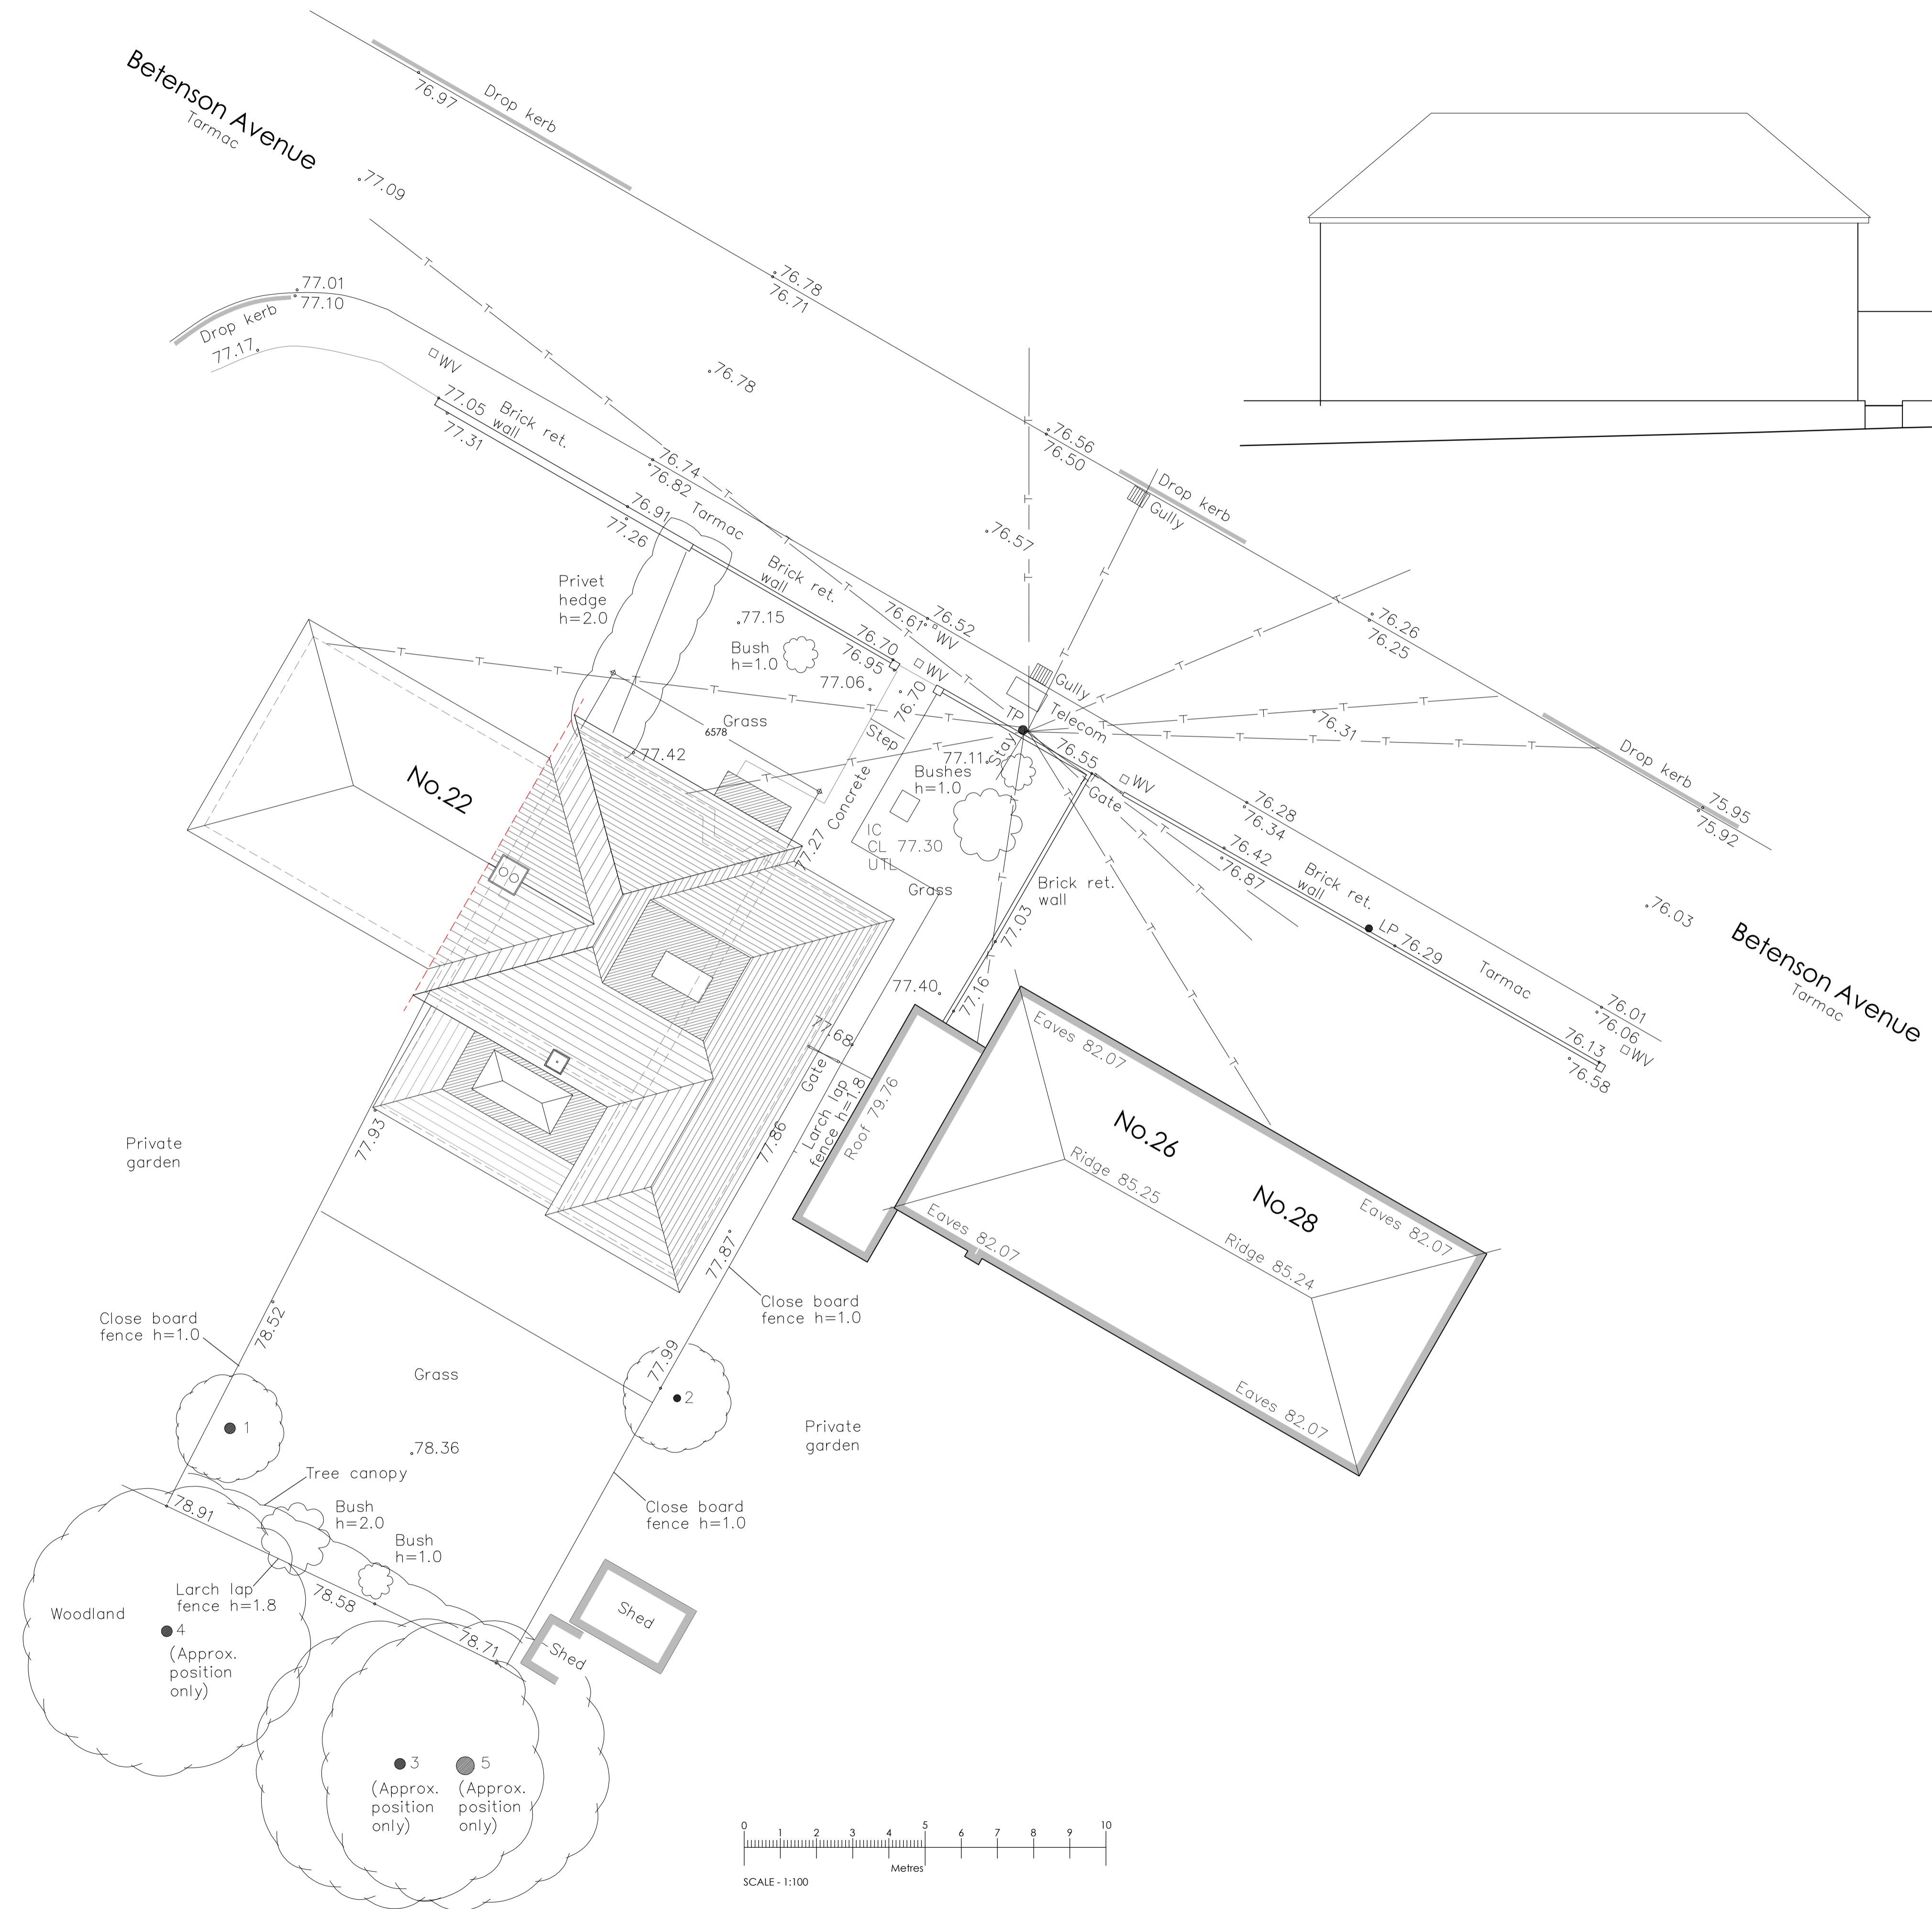 Betenson Avenue
Tarmac
76.97
Drop kerb
77.09
77.01
77.10
Drop kerb
77.17
WV
76.78
76.71
76.78
77.05
77.31
Brick ret.
wall
76.74
76.82
Tarmac
76.91
77.26
76.56
76.50
Drop kerb
Gully
76.57
Privet
hedge
h=2.0
Brick ret.
wall
77.15
Bush
h=1.0
76.61
76.52
WV
76.70
76.95
WV
77.06
76.70
76.26
76.25
Gully
Telecom
TP
Stay
Grass
6578
Step
77.42
77.11
Bushes
h=1.0
76.55
WV
Gate
76.31
Drop kerb
75.95
75.92
No.22
Concrete
77.27
IC
CL 77.30
UTL
Grass
76.28
76.34
76.42
76.87
Brick ret.
wall
Brick ret.
wall
LP
76.29
Tarmac
76.03
Betenson Avenue
Tarmac
77.03
77.40
77.16
76.01
76.06
WV
76.13
76.58
77.68
Gate
Larch lap
fence h=1.8
Roof 79.76
Eaves 82.07
No.26
Ridge 85.25
No.28
Eaves 82.07
Ridge 85.24
Eaves 82.07
Eaves 82.07
77.93
77.86
Private
garden
77.87
Close board
fence h=1.0
78.52
Close board
fence h=1.0
77.99
Grass
1
2
Private
garden
78.36
Tree canopy
78.91
Bush
h=2.0
Bush
h=1.0
Close board
fence h=1.0
Larch lap
fence h=1.8
78.58
Woodland
4
(Approx.
position
only)
78.71
Shed
Shed
3
(Approx.
position
only)
5
(Approx.
position
only)
0 1 2 3 4 5 6 7 8 9 10
Metres
SCALE - 1:100